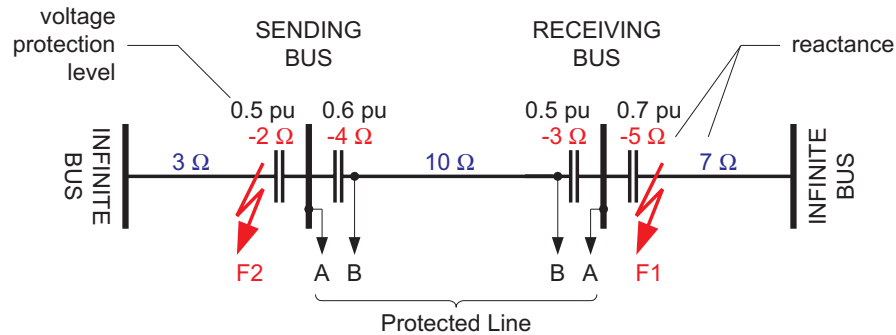 voltage
protection
level
SENDING
BUS
RECEIVING
BUS
reactance
0.5 pu
0.6 pu
0.5 pu
0.7 pu
-2 Ω
-4 Ω
-3 Ω
-5 Ω
INFINITE
BUS
3 Ω
10 Ω
7 Ω
INFINITE
BUS
F2
A
B
B
A
F1
Protected Line